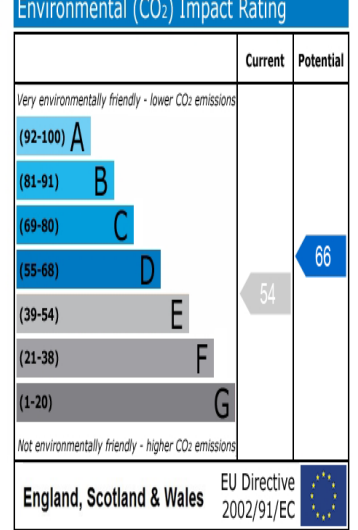 Environmental (CO₂) Impact Rating
Current Potential
Very environmentally friendly - lower CO₂ emissions
(92-100) A
(81-91) B
(69-80) C
(55-68) D
66
(39-54) E
54
(21-38) F
(1-20) G
Not environmentally friendly - higher CO₂ emissions
England, Scotland & Wales
EU Directive
2002/91/EC